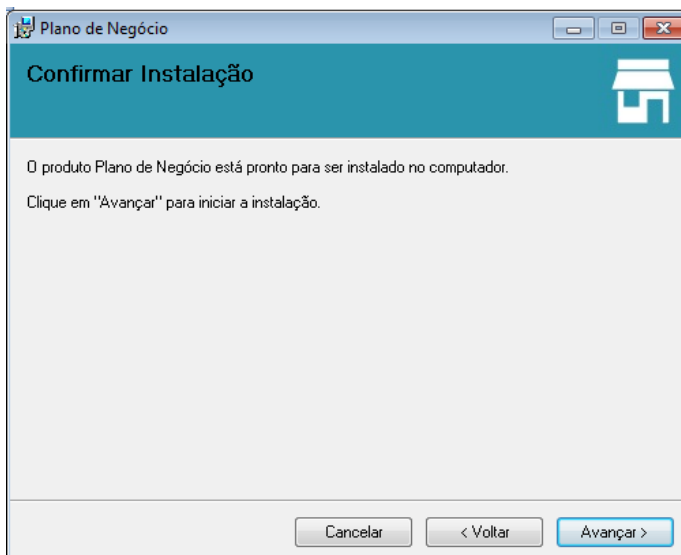 Plano de Negócio
Confirmar Instalação
O produto Plano de Negócio está pronto para ser instalado no computador.
Clique em "Avançar" para iniciar a instalação.
Cancelar
< Voltar
Avançar >